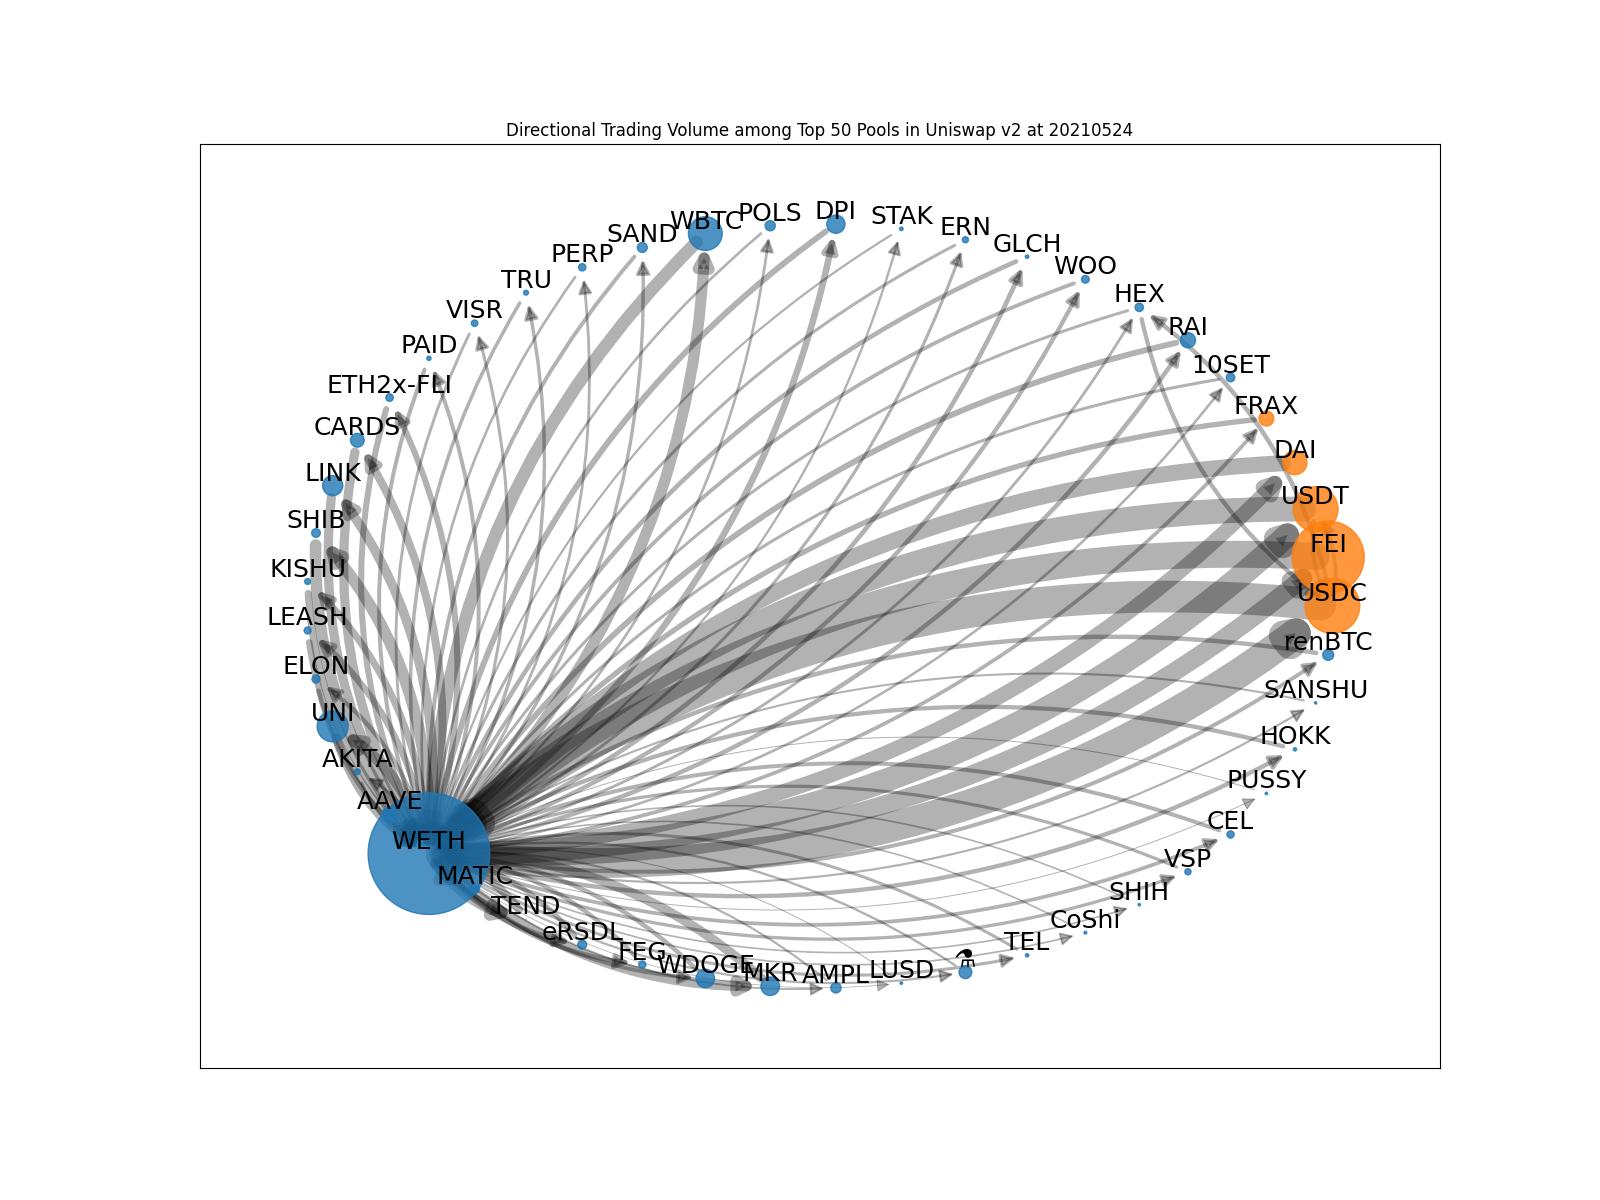 Directional Trading Volume among Top 50 Pools in Uniswap v2 at 20210524
WBTC
POLS
DPI
STAK
ERN
SAND
GLCH
PERP
WOO
TRU
HEX
VISR
RAI
PAID
10SET
ETH2x-FLI
FRAX
CARDS
DAI
LINK
USDT
SHIB
FEI
KISHU
USDC
LEASH
renBTC
ELON
SANSHU
UNI
HOKK
AKITA
PUSSY
AAVE
CEL
WETH
VSP
MATIC
SHIH
TEND
CoShi
eRSDL
TEL
FEG
⚗
WDOGE
MKR
AMPL
LUSD